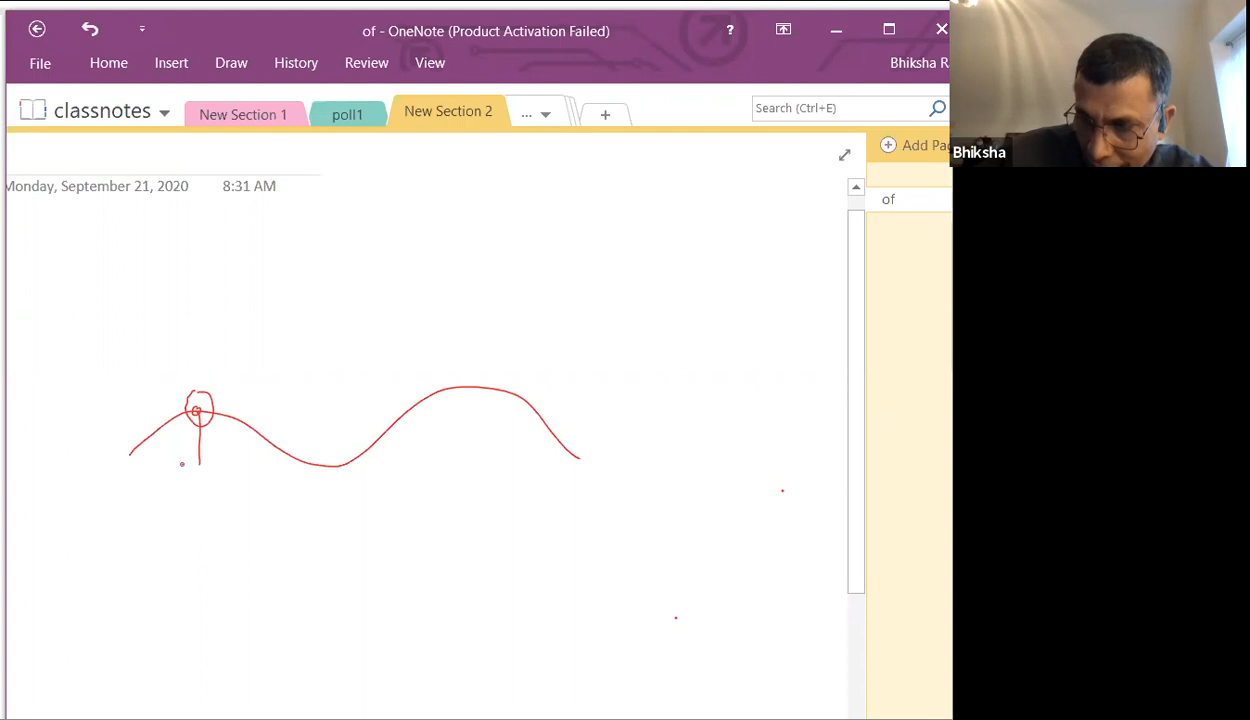 of - OneNote (Product Activation Failed)
?
File Home Insert Draw History Review View Bhiksha R
classnotes New Section 1 poll1 New Section 2 ... + Search (Ctrl+E)
Add Pa
Bhiksha
Monday, September 21, 2020 8:31 AM
of